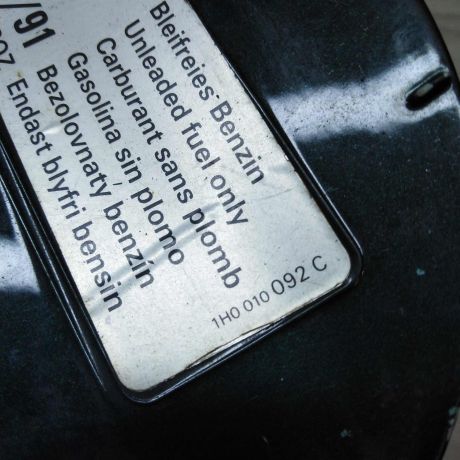 /91
Bleifreies Benzin
Unleaded fuel only
Carburant sans plomb
Gasolina sin plomo
Bezolovnatý benzín
Endast blyfri bensin
1H0 010 092 C